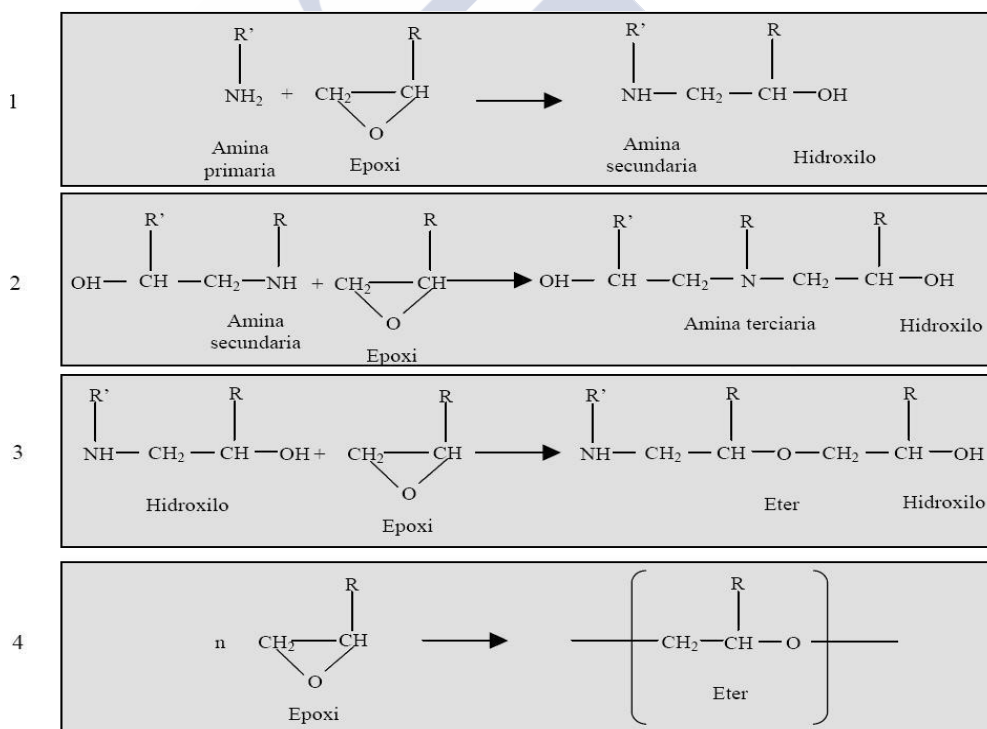 1
R'
R
NH₂ + CH₂ CH
O
Amina
primaria
Epoxi
R'
R
NH CH₂ CH OH
Amina
secundaria
Hidroxilo
2
R'
R
R
OH CH CH₂ NH + CH₂ CH
O
Amina
secundaria
Epoxi
R'
R
R
OH CH CH₂ N CH₂ CH OH
Amina terciaria
Hidroxilo
3
R'
R
R
NH CH₂ CH OH + CH₂ CH
O
Hidroxilo
Epoxi
R'
R
R
NH CH₂ CH O CH₂ CH OH
Eter
Hidroxilo
4
R
n CH₂ CH
O
Epoxi
R
CH₂ CH O
Eter